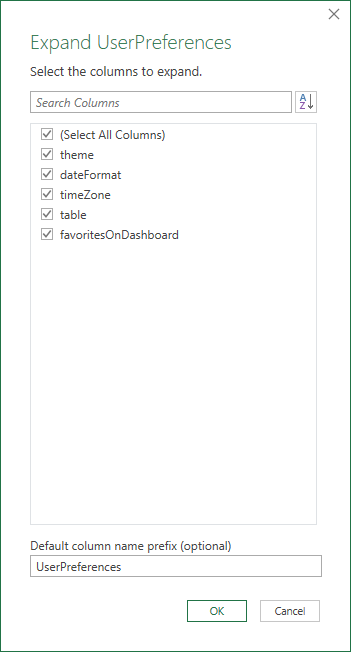 Expand UserPreferences
Select the columns to expand.
Search Columns
A
Z
(Select All Columns)
theme
dateFormat
timeZone
table
favoritesOnDashboard
Default column name prefix (optional)
UserPreferences
OK Cancel